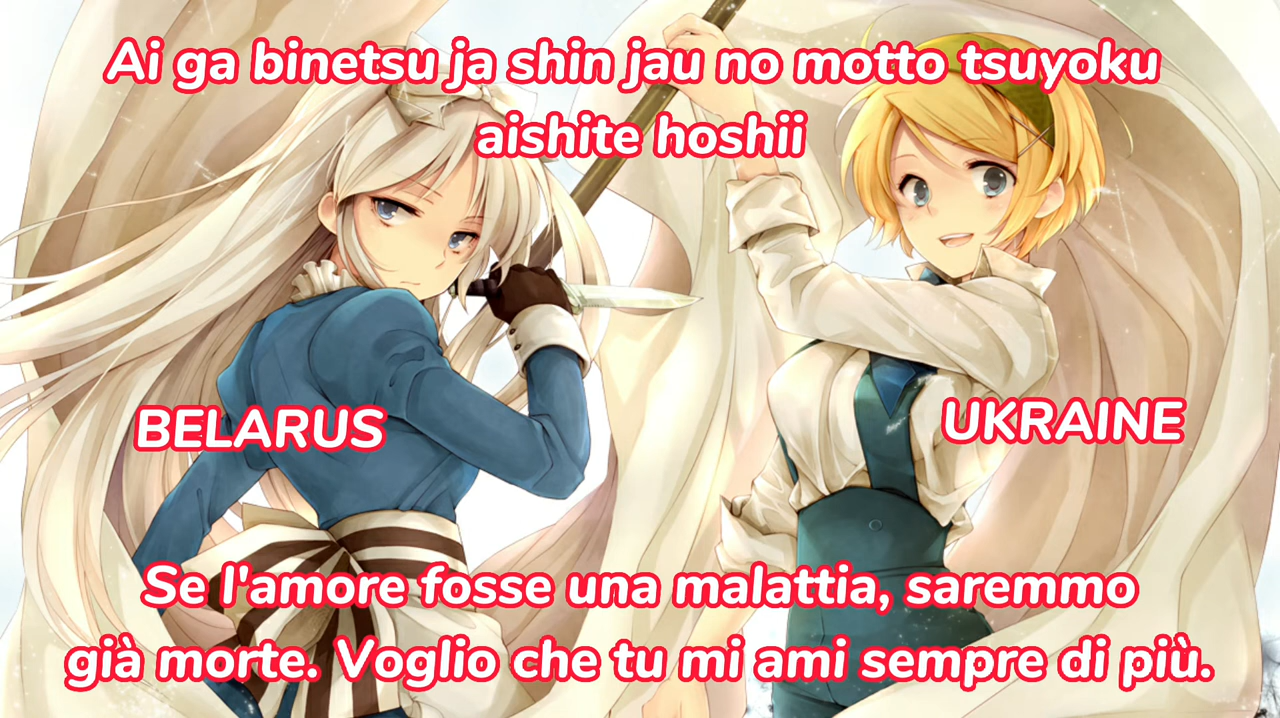 Ai ga binetsu ja shin jau no motto tsuyoku
aishite hoshii
BELARUS
UKRAINE
Se l'amore fosse una malattia, saremmo
già morte. Voglio che tu mi ami sempre di più.